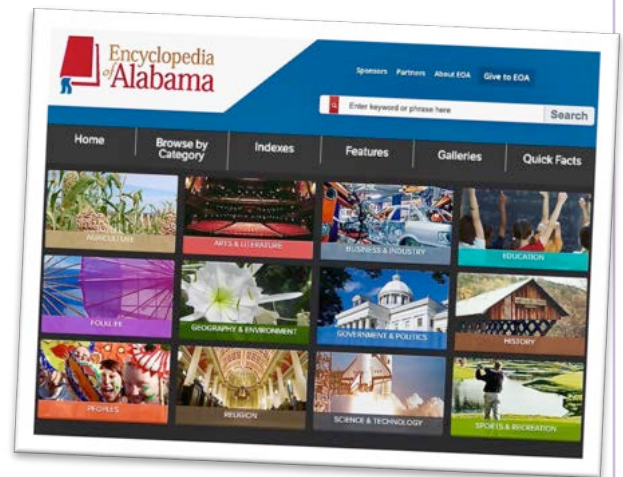 Encyclopedia
of Alabama
Sponsors Partners About EOA Give to EOA
Enter keyword or phrase here Search
Home Browse by Category Indexes Features Galleries Quick Facts
AGRICULTURE ARTS & LITERATURE BUSINESS & INDUSTRY EDUCATION
FOLKLIFE GEOGRAPHY & ENVIRONMENT GOVERNMENT & POLITICS HISTORY
PEOPLES RELIGION SCIENCE & TECHNOLOGY SPORTS & RECREATION